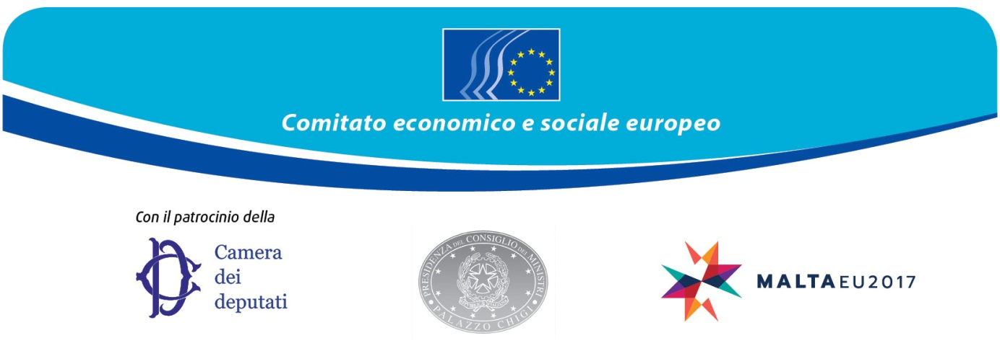 Comitato economico e sociale europeo
Con il patrocinio della
Camera
dei
deputati
PRESIDENZA DEL CONSIGLIO DEI MINISTRI
PALAZZO CHIGI
MALTAEU2017